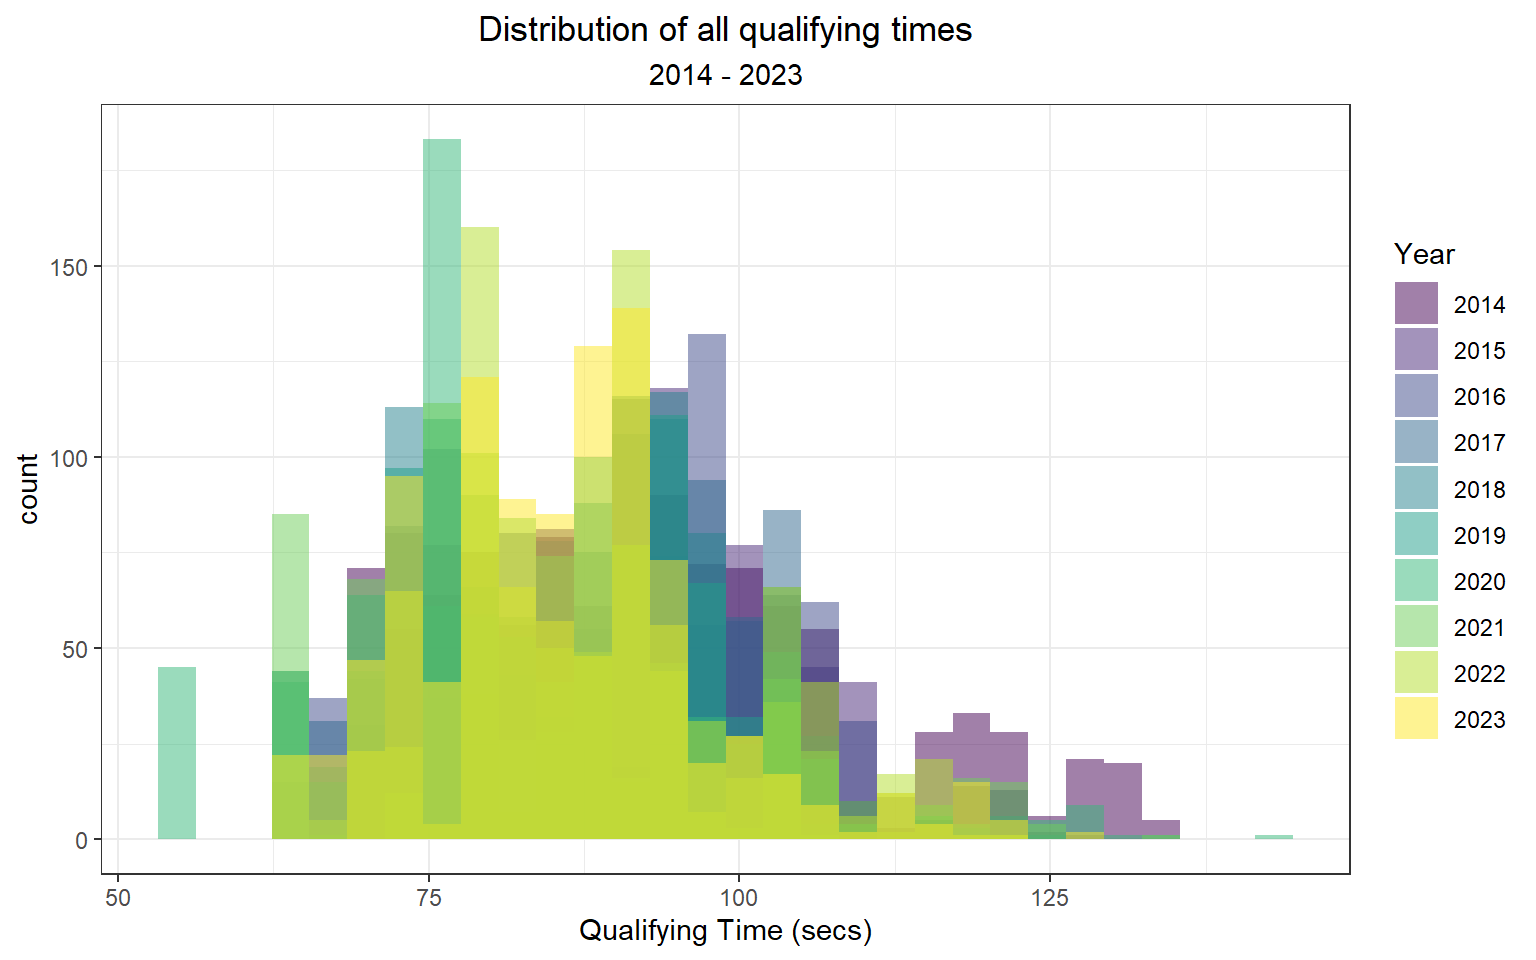 Distribution of all qualifying times
2014 - 2023
count
150
100
50
0
50 75 100 125
Qualifying Time (secs)
Year
2014
2015
2016
2017
2018
2019
2020
2021
2022
2023